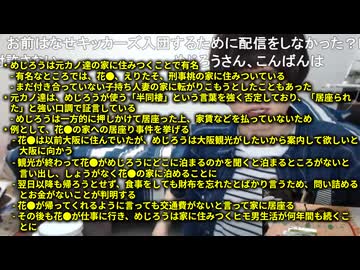 お前はなぜキッカーズ入団するために配信をしなかった?
めじろうさん、こんばんは
・めじろうは元カノ達の家に住みつくことで有名
・有名なところでは、花●、えりたそ、刑事桃の家に住みついている
・まだ付き合っていない子持ち人妻の家に転がりこもうとしたこともあった
・元カノ達は、めじろうが使う「半同棲」という言葉を強く否定しており、「居座られ
た」と強い口調で証言している
・めじろうは一方的に押しかけて居座った上、家賃などを払っていないため
・例として、花●の家への居座り事件を挙げる
・花●は以前大阪に住んでいたが、めじろうは大阪観光がしたいから案内して欲しいと
大阪に向かう
・観光が終わって花●がめじろうにどこに泊まるのかを聞くと泊まるところがないと
言い出し、しょうがなく花●の家に泊めることに
・翌日以降も帰ろうとせず、食事をしても財布を忘れたとばかり言うため、問い詰める
とお金がないことが判明する
・花●が帰ってくれるように言っても交通費がないと言って家に居座る
・その後も花●が仕事に行き、めじろうは家に住みつくヒモ男生活が何年間も続くこ
とに